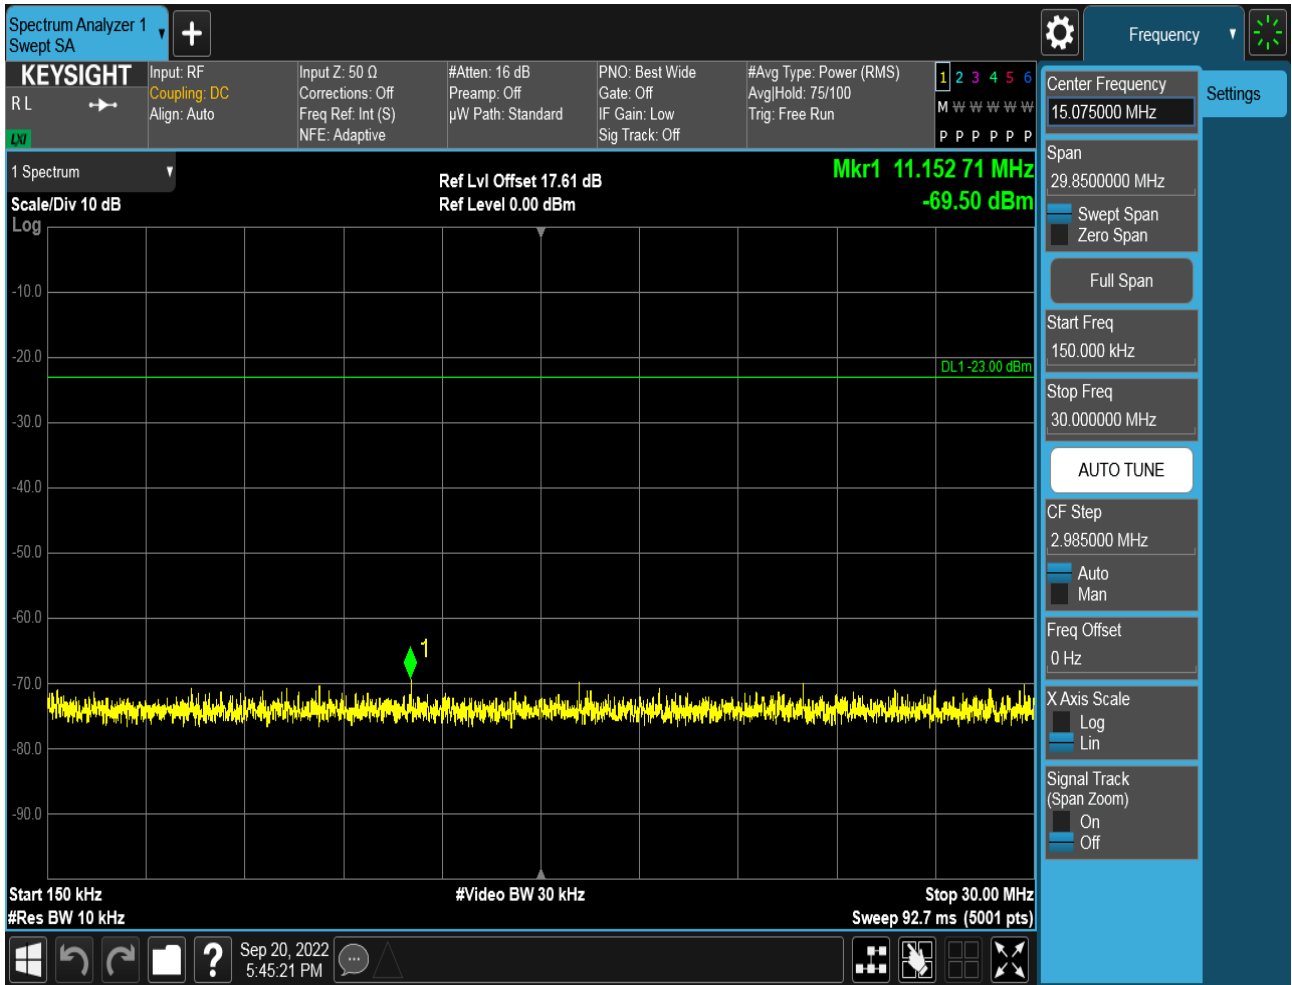 Spectrum Analyzer 1
Swept SA
Frequency
KEYSIGHT
R L
LXI
Input: RF
Coupling: DC
Align: Auto
Input Z: 50 Ω
Corrections: Off
Freq Ref: Int (S)
NFE: Adaptive
#Atten: 16 dB
Preamp: Off
µW Path: Standard
PNO: Best Wide
Gate: Off
IF Gain: Low
Sig Track: Off
#Avg Type: Power (RMS)
Avg|Hold: 75/100
Trig: Free Run
1 2 3 4 5 6
M W W W W W
P P P P P P
1 Spectrum
Scale/Div 10 dB
Log
Ref Lvl Offset 17.61 dB
Ref Level 0.00 dBm
Mkr1 11.152 71 MHz
-69.50 dBm
-10.0
-20.0
DL1 -23.00 dBm
-30.0
-40.0
-50.0
-60.0
1
-70.0
-80.0
-90.0
Start 150 kHz
#Res BW 10 kHz
#Video BW 30 kHz
Stop 30.00 MHz
Sweep 92.7 ms (5001 pts)
Center Frequency
15.075000 MHz
Settings
Span
29.8500000 MHz
Swept Span
Zero Span
Full Span
Start Freq
150.000 kHz
Stop Freq
30.000000 MHz
AUTO TUNE
CF Step
2.985000 MHz
Auto
Man
Freq Offset
0 Hz
X Axis Scale
Log
Lin
Signal Track
(Span Zoom)
On
Off
?
Sep 20, 2022
5:45:21 PM